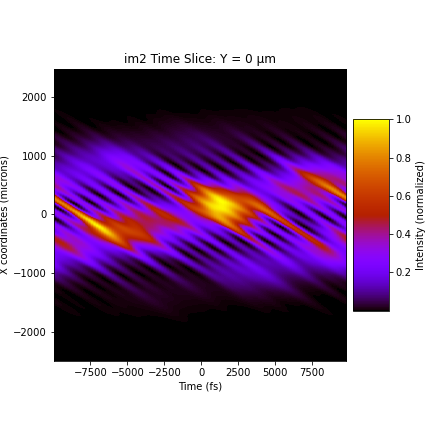 im2 Time Slice: Y = 0 μm
X coordinates (microns)
2000
1000
0
−1000
−2000
−7500 −5000 −2500 0 2500 5000 7500
Time (fs)
1.0
0.8
0.6
0.4
0.2
Intensity (normalized)